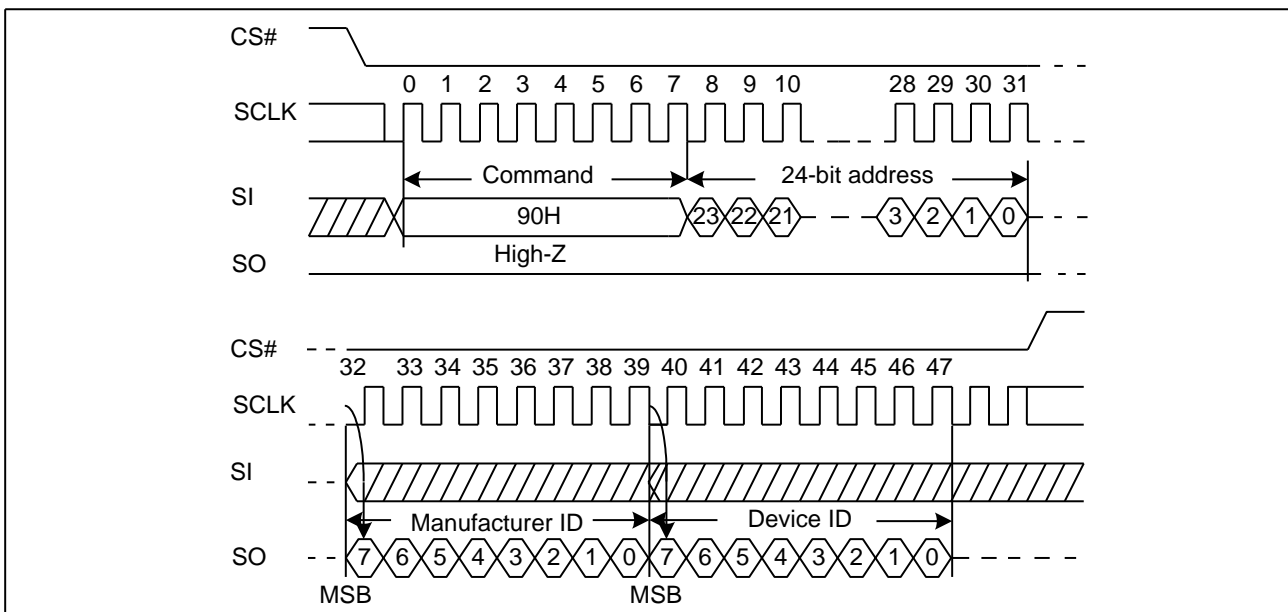 CS#
0 1 2 3 4 5 6 7 8 9 10 28 29 30 31
SCLK
Command 24-bit address
SI
90H 23 22 21 3 2 1 0
High-Z
SO
CS#
32 33 34 35 36 37 38 39 40 41 42 43 44 45 46 47
SCLK
SI
Manufacturer ID Device ID
SO 7 6 5 4 3 2 1 0 7 6 5 4 3 2 1 0
MSB MSB